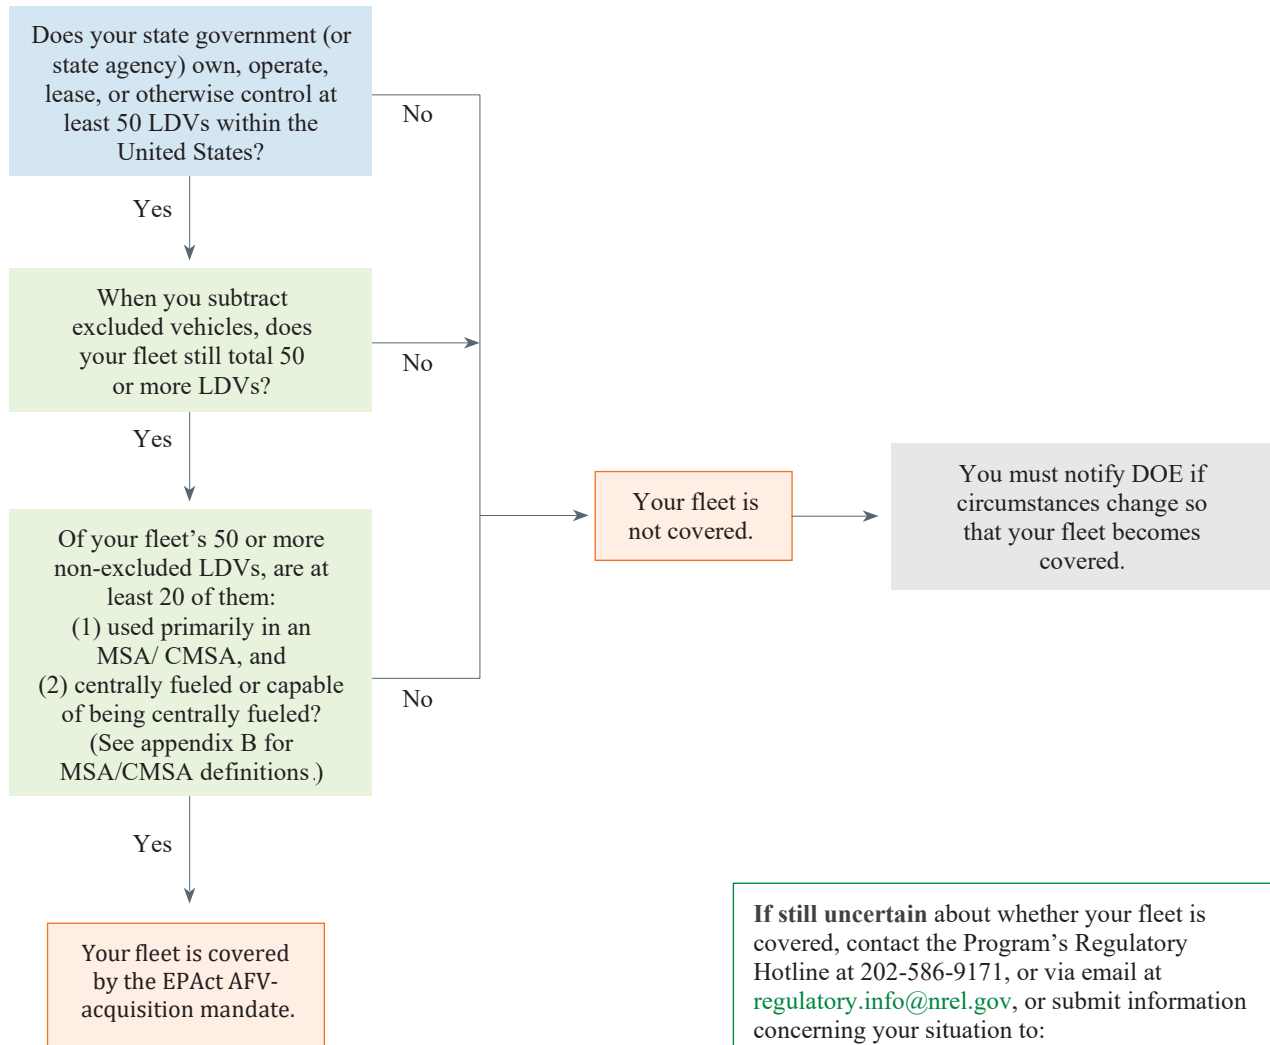 Does your state government (or
state agency) own, operate,
lease, or otherwise control at
least 50 LDVs within the
United States?
No
Yes
When you subtract
excluded vehicles, does
your fleet still total 50
or more LDVs?
No
Yes
Of your fleet's 50 or more
non-excluded LDVs, are at
least 20 of them:
(1) used primarily in an
MSA/ CMSA, and
(2) centrally fueled or capable
of being centrally fueled?
(See appendix B for
MSA/CMSA definitions.)
No
Yes
Your fleet is
not covered.
You must notify DOE if
circumstances change so
that your fleet becomes
covered.
Your fleet is covered
by the EPAct AFV-
acquisition mandate.
If still uncertain about whether your fleet is
covered, contact the Program's Regulatory
Hotline at 202-586-9171, or via email at
regulatory.info@nrel.gov, or submit information
concerning your situation to: